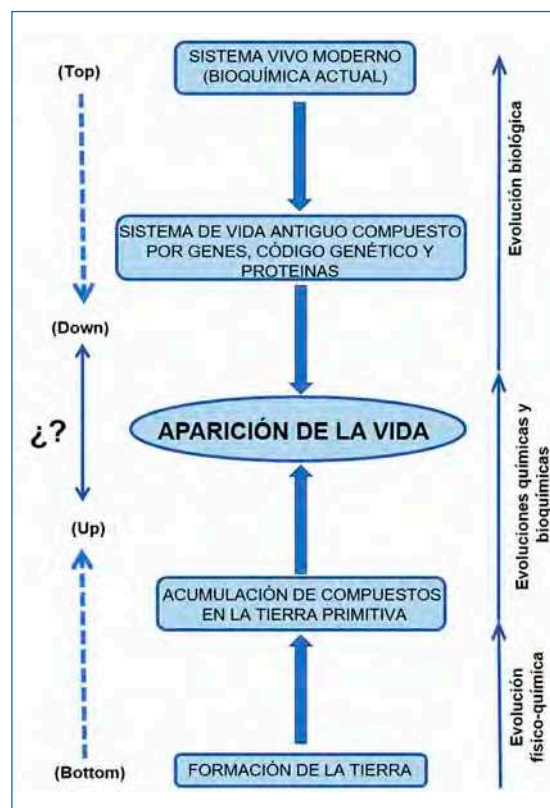 (Top)
SISTEMA VIVO MODERNO
(BIOQUÍMICA ACTUAL)
SISTEMA DE VIDA ANTIGUO COMPUESTO
POR GENES, CÓDIGO GENÉTICO Y
PROTEINAS
(Down)
¿?
APARICIÓN DE LA VIDA
(Up)
ACUMULACIÓN DE COMPUESTOS
EN LA TIERRA PRIMITIVA
(Bottom)
FORMACIÓN DE LA TIERRA
Evolución biológica
Evoluciones químicas y
bioquímicas
Evolución
físico-química